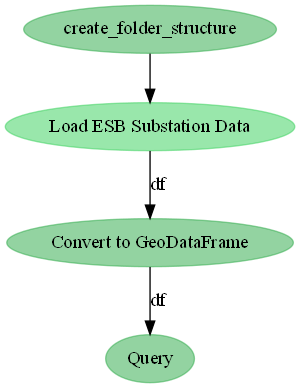 create_folder_structure
Load ESB Substation Data
df
Convert to GeoDataFrame
df
Query